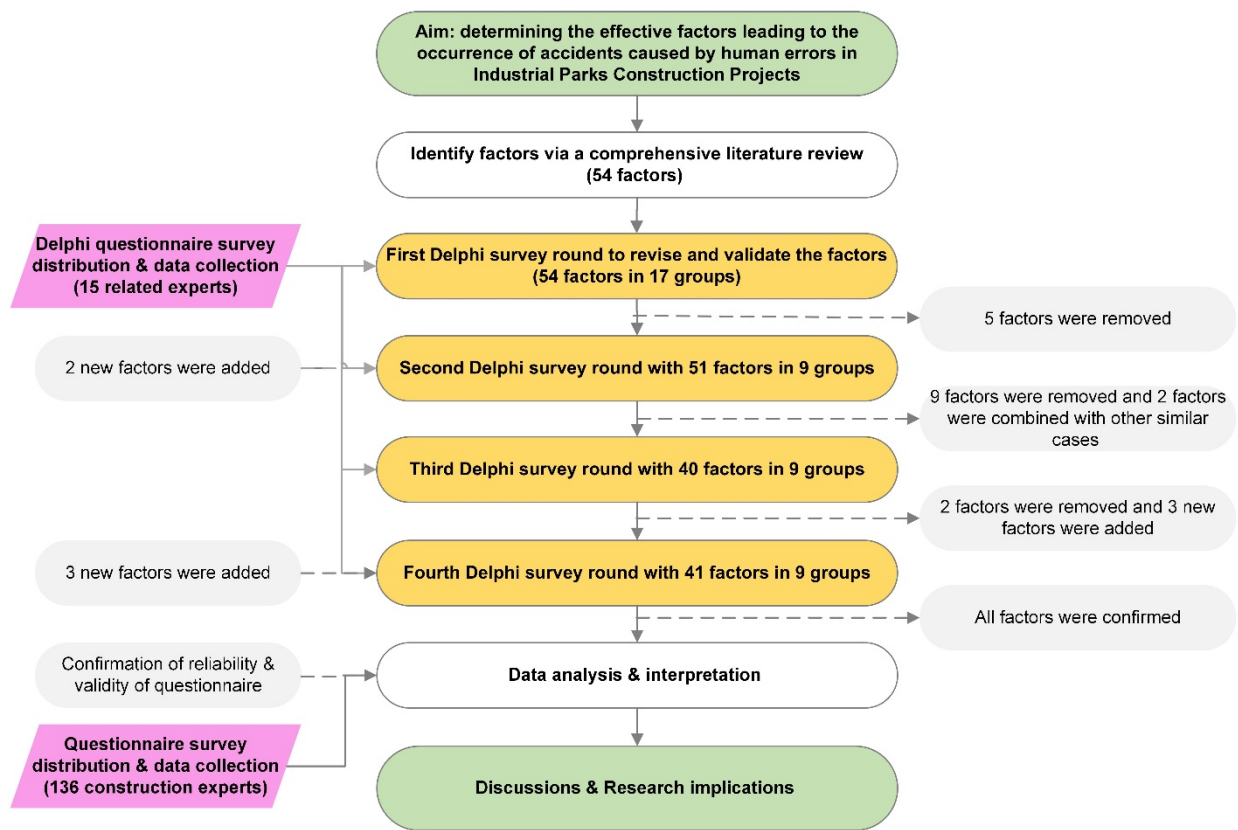 Aim: determining the effective factors leading to the
occurrence of accidents caused by human errors in
Industrial Parks Construction Projects
Identify factors via a comprehensive literature review
(54 factors)
Delphi questionnaire survey
distribution & data collection
(15 related experts)
First Delphi survey round to revise and validate the factors
(54 factors in 17 groups)
5 factors were removed
2 new factors were added
Second Delphi survey round with 51 factors in 9 groups
9 factors were removed and 2 factors
were combined with other similar
cases
Third Delphi survey round with 40 factors in 9 groups
2 factors were removed and 3 new
factors were added
3 new factors were added
Fourth Delphi survey round with 41 factors in 9 groups
All factors were confirmed
Confirmation of reliability &
validity of questionnaire
Data analysis & interpretation
Questionnaire survey
distribution & data collection
(136 construction experts)
Discussions & Research implications